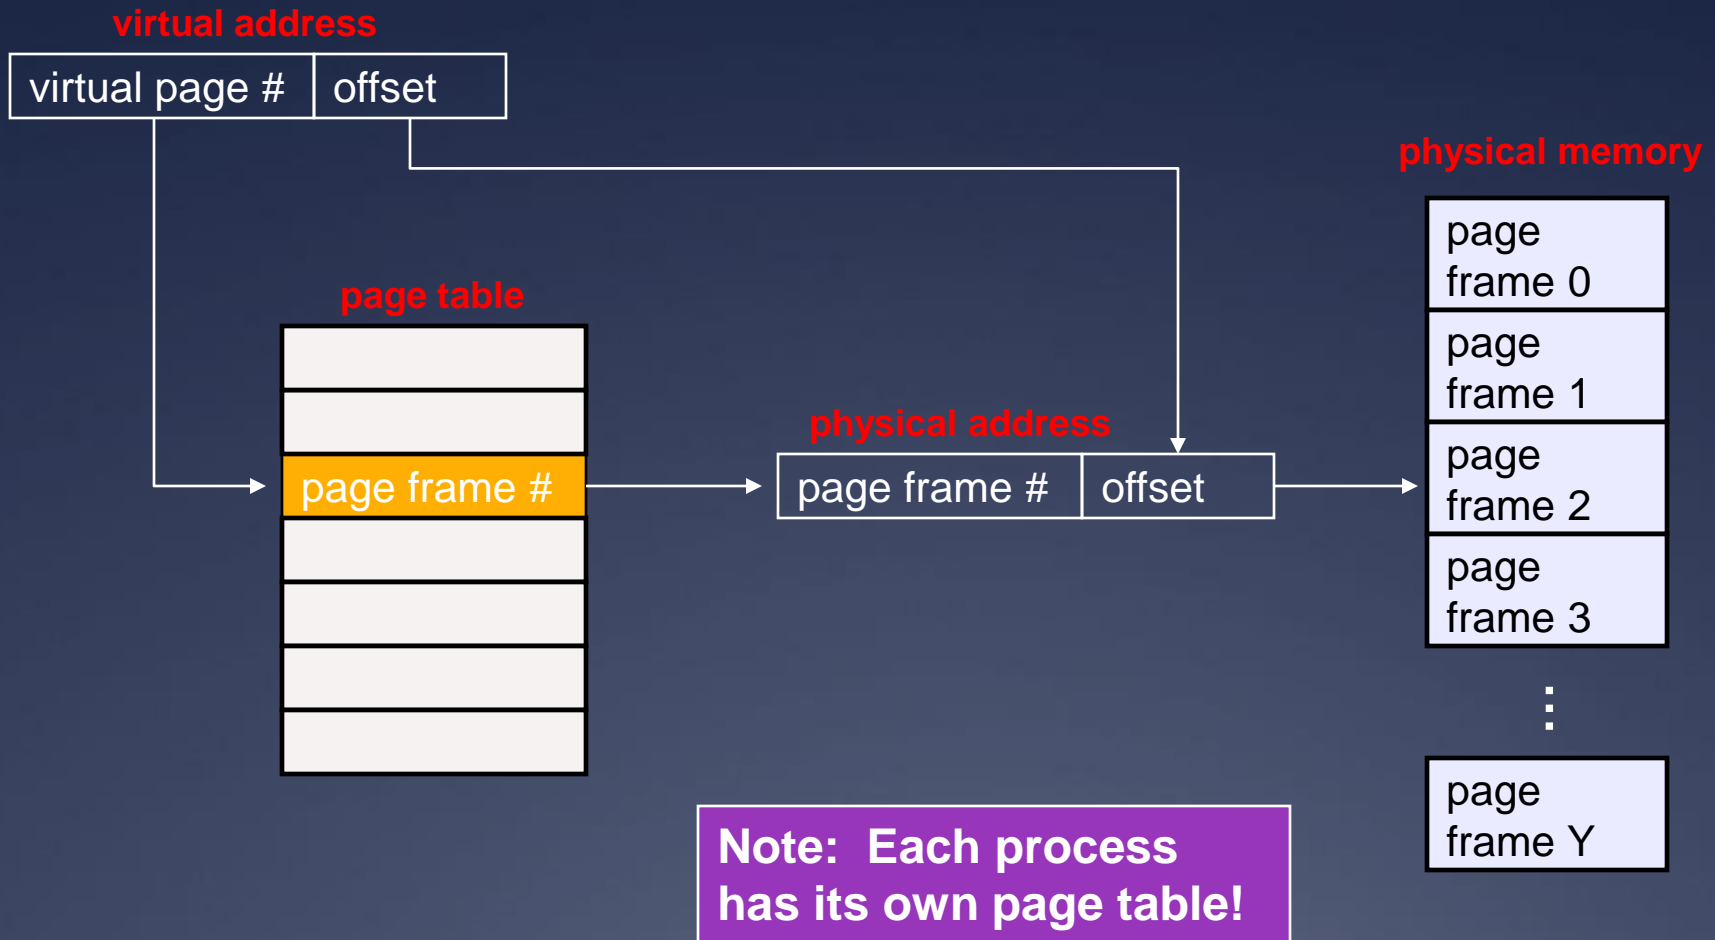 virtual address
virtual page #
offset
physical memory
page
frame 0
page
frame 1
page
frame 2
page
frame 3
page
frame Y
page table
page frame #
physical address
page frame #
offset
Note: Each process
has its own page table!